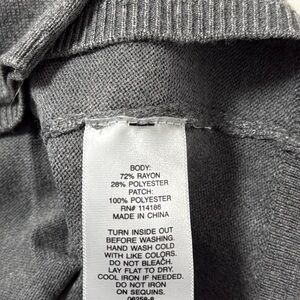 BODY:
72% RAYON
28% POLYESTER
PATCH:
100% POLYESTER
RN# 114186
MADE IN CHINA
TURN INSIDE OUT
BEFORE WASHING.
HAND WASH COLD
WITH LIKE COLORS.
DO NOT BLEACH.
LAY FLAT TO DRY.
COOL IRON IF NEEDED.
DO NOT IRON
ON SEQUINS.
06258-8